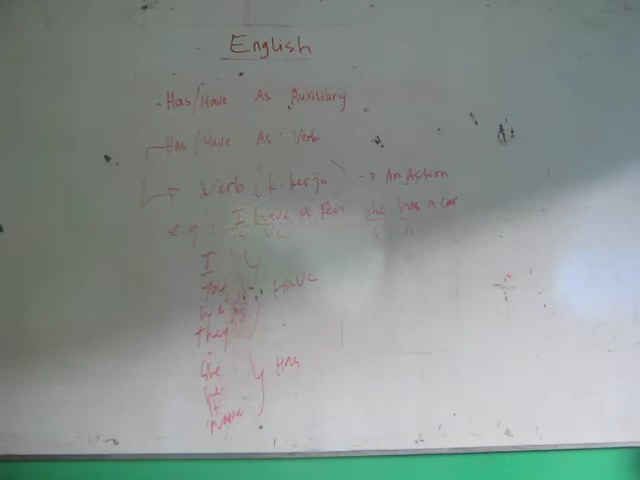 English
- Has/Have As Auxiliary
Has/Have As Verb
→ Verb (k. kerja) → An Action
e.g : I have a Pen she has a car
S
I
You
we
they
Have
She
he
It
Name
Has